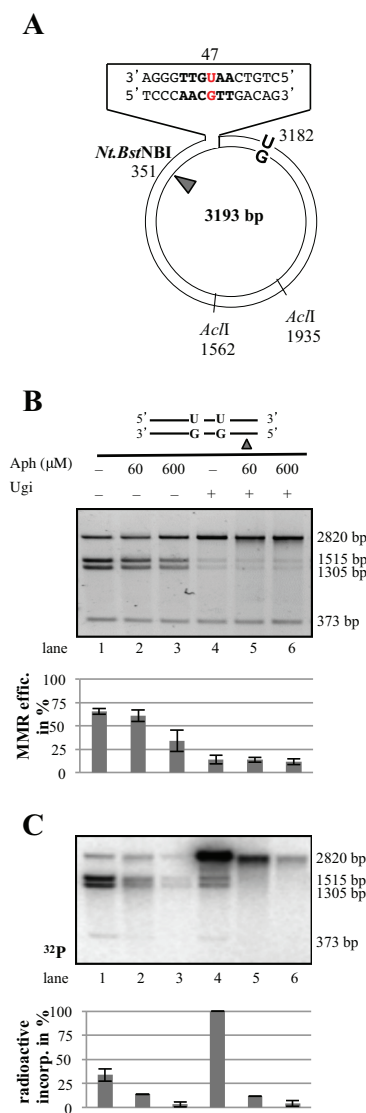 A
47
3'AGGGTTGUAACTGTC5'
5'TCCCAACGTTGACAG3'
Nt.BstNBI
351
U
G
3182
3193 bp
AclI
1562
AclI
1935
B
5' U U 3'
3' G G 5'
Aph (μM) – 60 600 – 60 600
Ugi – – – + + +
2820 bp
1515 bp
1305 bp
373 bp
lane 1 2 3 4 5 6
MMR effic.
in %
100
75
50
25
0
C
2820 bp
1515 bp
1305 bp
373 bp
32P
lane 1 2 3 4 5 6
radioactive
incorp. in %
100
75
50
25
0